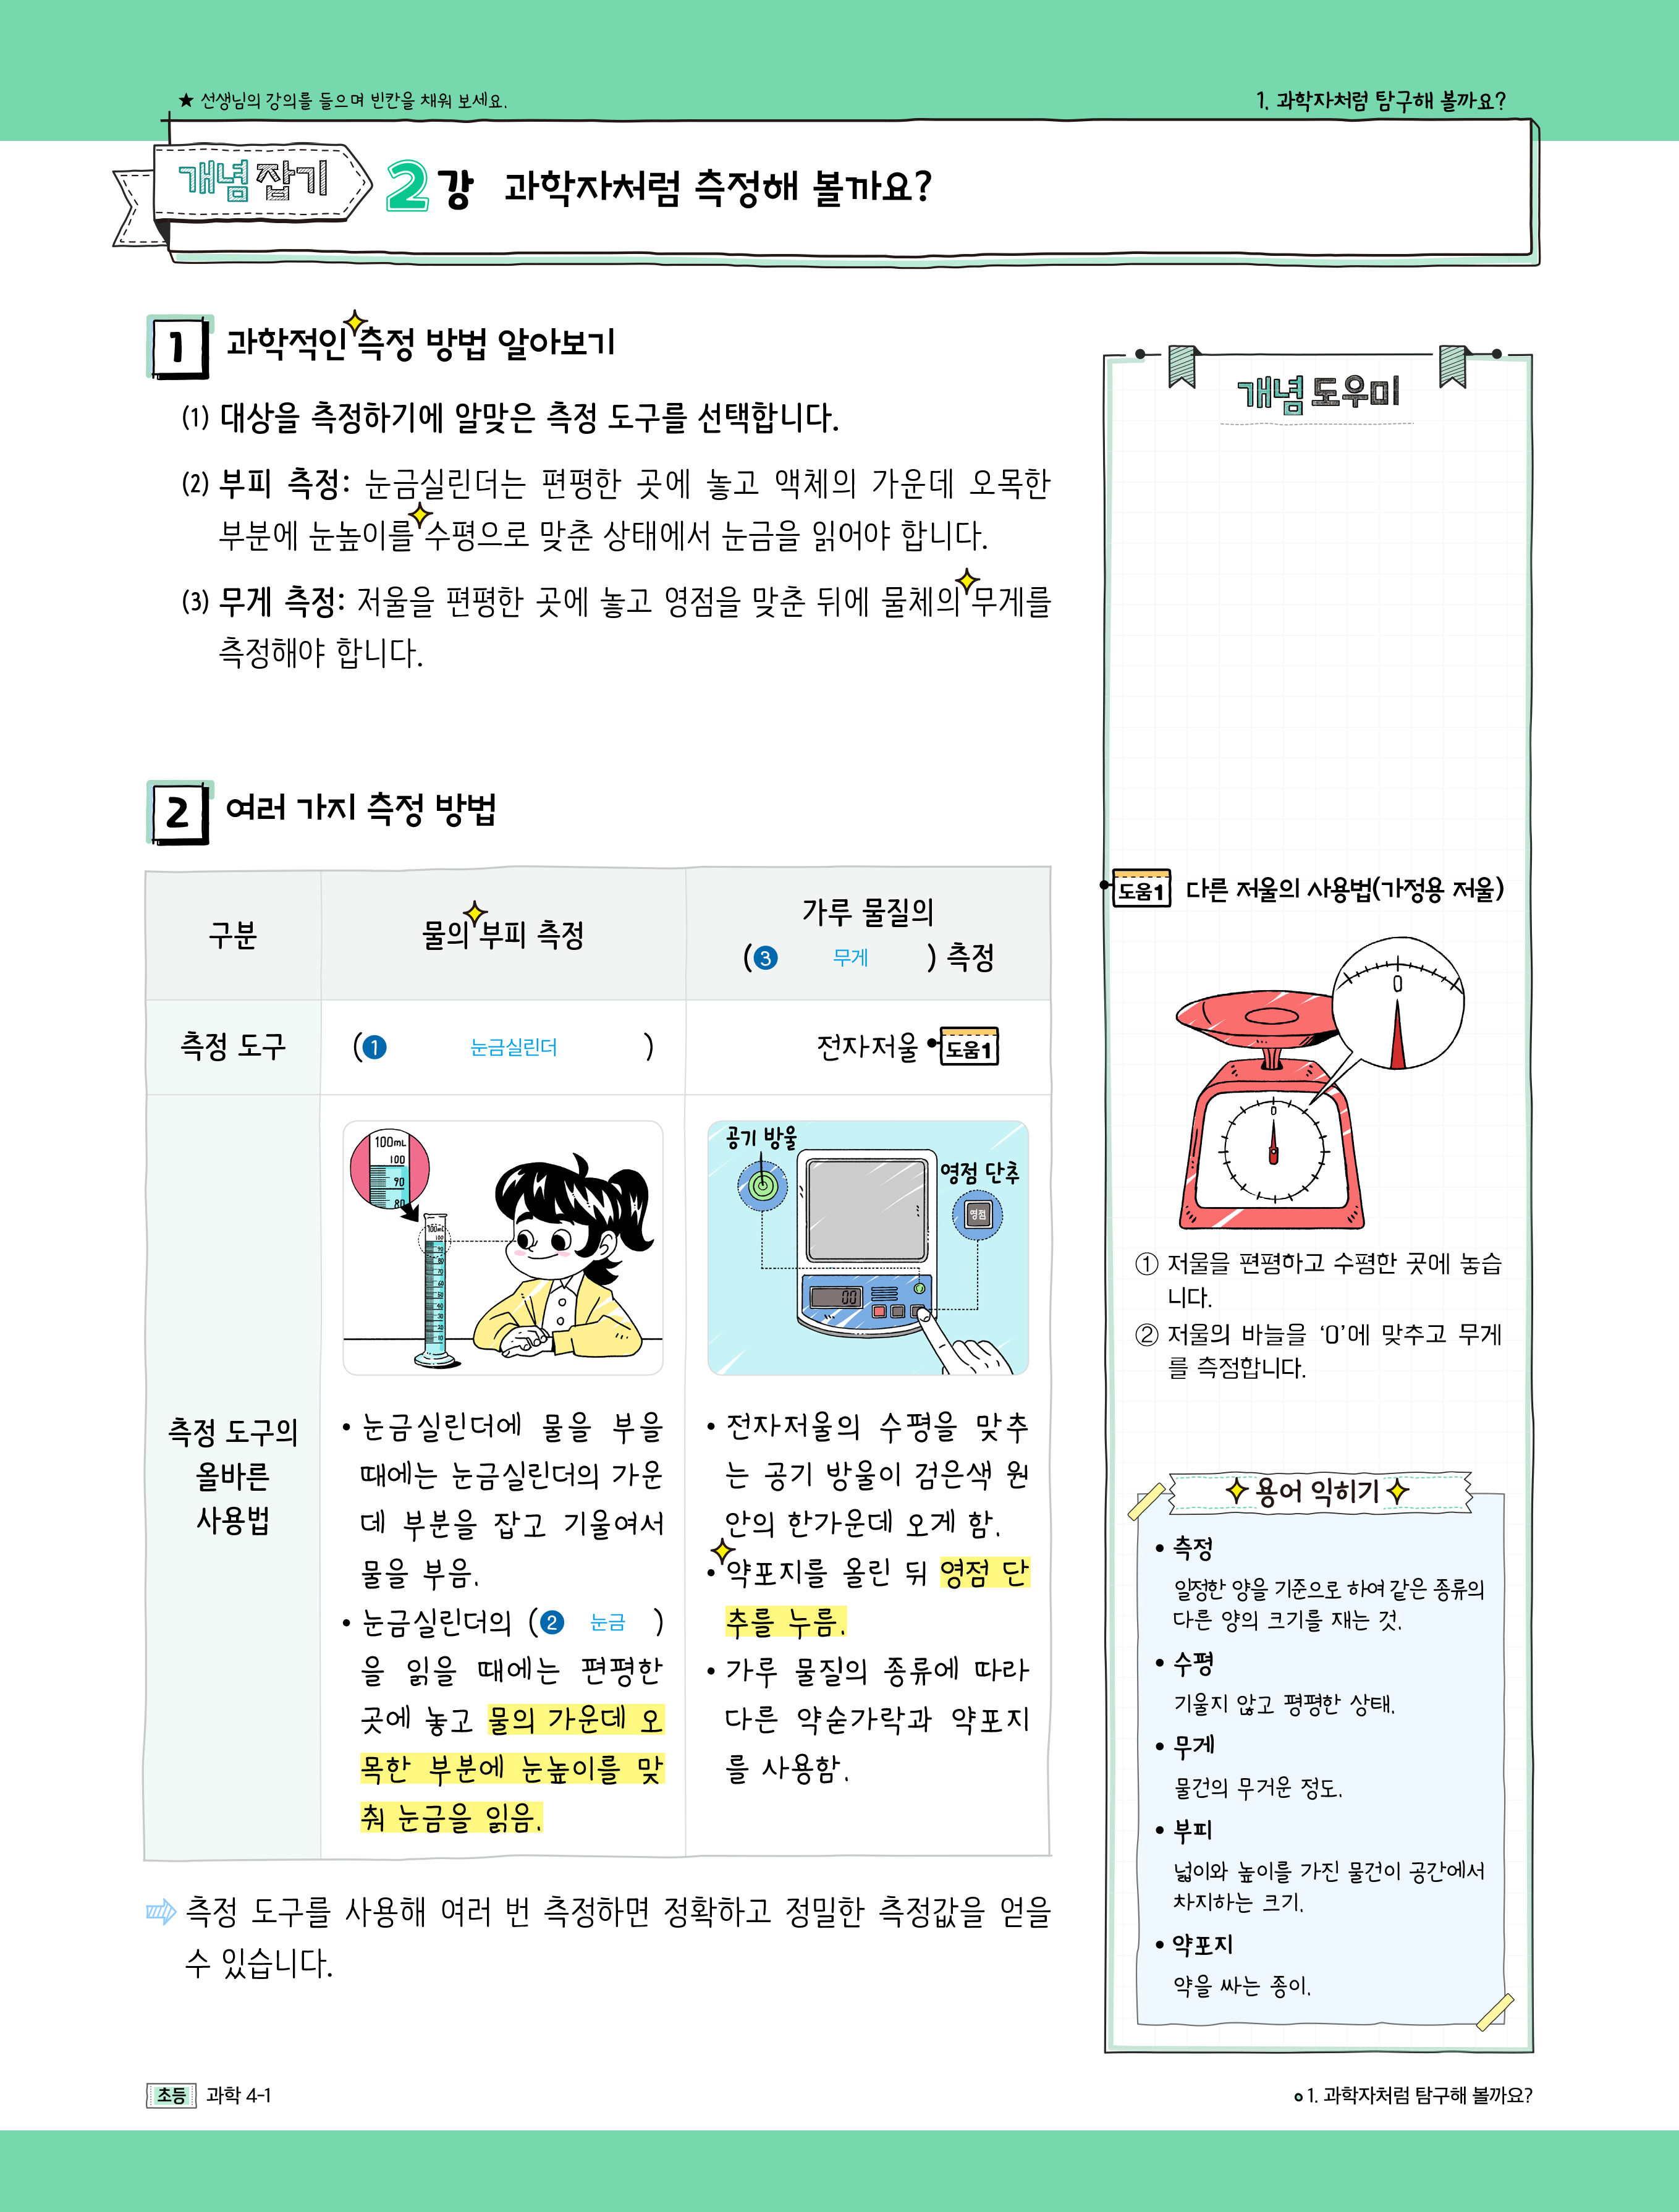 ★ 선생님의 강의를 들으며 빈칸을 채워 보세요.
1. 과학자처럼 탐구해 볼까요?
개념 잡기
2강 과학자처럼 측정해 볼까요?
1 과학적인 측정 방법 알아보기
(1) 대상을 측정하기에 알맞은 측정 도구를 선택합니다.
(2) 부피 측정: 눈금실린더는 편평한 곳에 놓고 액체의 가운데 오목한
부분에 눈높이를 수평으로 맞춘 상태에서 눈금을 읽어야 합니다.
(3) 무게 측정: 저울을 편평한 곳에 놓고 영점을 맞춘 뒤에 물체의 무게를
측정해야 합니다.
2 여러 가지 측정 방법
구분
물의 부피 측정
가루 물질의
(3 무게 ) 측정
측정 도구
(1 눈금실린더 )
전자저울 도움1
측정 도구의
올바른
사용법
100mL
100
90
80
100mL
100
90
80
70
60
50
40
30
20
10
공기 방울
영점 단추
영점
00
• 눈금실린더에 물을 부을
때에는 눈금실린더의 가운
데 부분을 잡고 기울여서
물을 부음.
• 눈금실린더의 (2 눈금 )
을 읽을 때에는 편평한
곳에 놓고 물의 가운데 오
목한 부분에 눈높이를 맞
춰 눈금을 읽음.
• 전자저울의 수평을 맞추
는 공기 방울이 검은색 원
안의 한가운데 오게 함.
• 약포지를 올린 뒤 영점 단
추를 누름.
• 가루 물질의 종류에 따라
다른 약숟가락과 약포지
를 사용함.
측정 도구를 사용해 여러 번 측정하면 정확하고 정밀한 측정값을 얻을
수 있습니다.
개념 도우미
도움1 다른 저울의 사용법(가정용 저울)
0
0
① 저울을 편평하고 수평한 곳에 놓습
니다.
② 저울의 바늘을 ‘0’에 맞추고 무게
를 측정합니다.
용어 익히기
• 측정
일정한 양을 기준으로 하여 같은 종류의
다른 양의 크기를 재는 것.
• 수평
기울지 않고 평평한 상태.
• 무게
물건의 무거운 정도.
• 부피
넓이와 높이를 가진 물건이 공간에서
차지하는 크기.
• 약포지
약을 싸는 종이.
초등 과학 4-1
1. 과학자처럼 탐구해 볼까요?